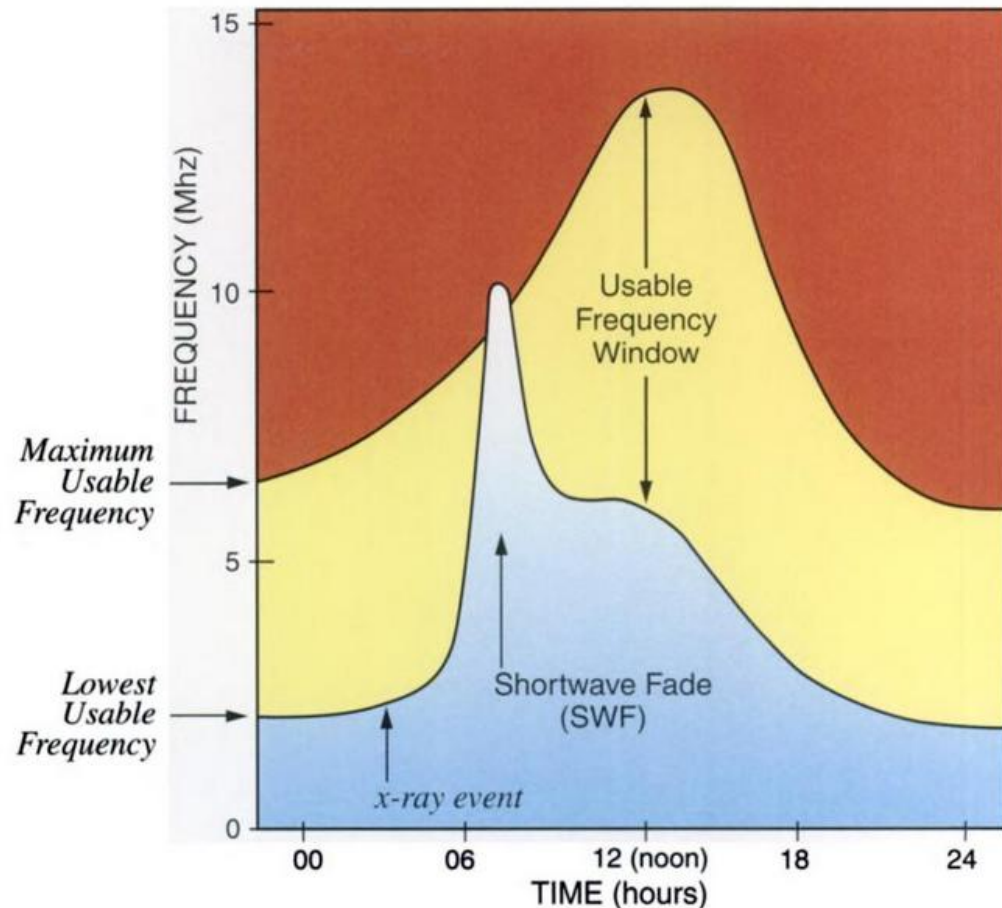 15
10
5
0
FREQUENCY (Mhz)
Maximum
Usable
Frequency
Lowest
Usable
Frequency
Usable
Frequency
Window
Shortwave Fade
(SWF)
x-ray event
00 06 12 (noon) 18 24
TIME (hours)